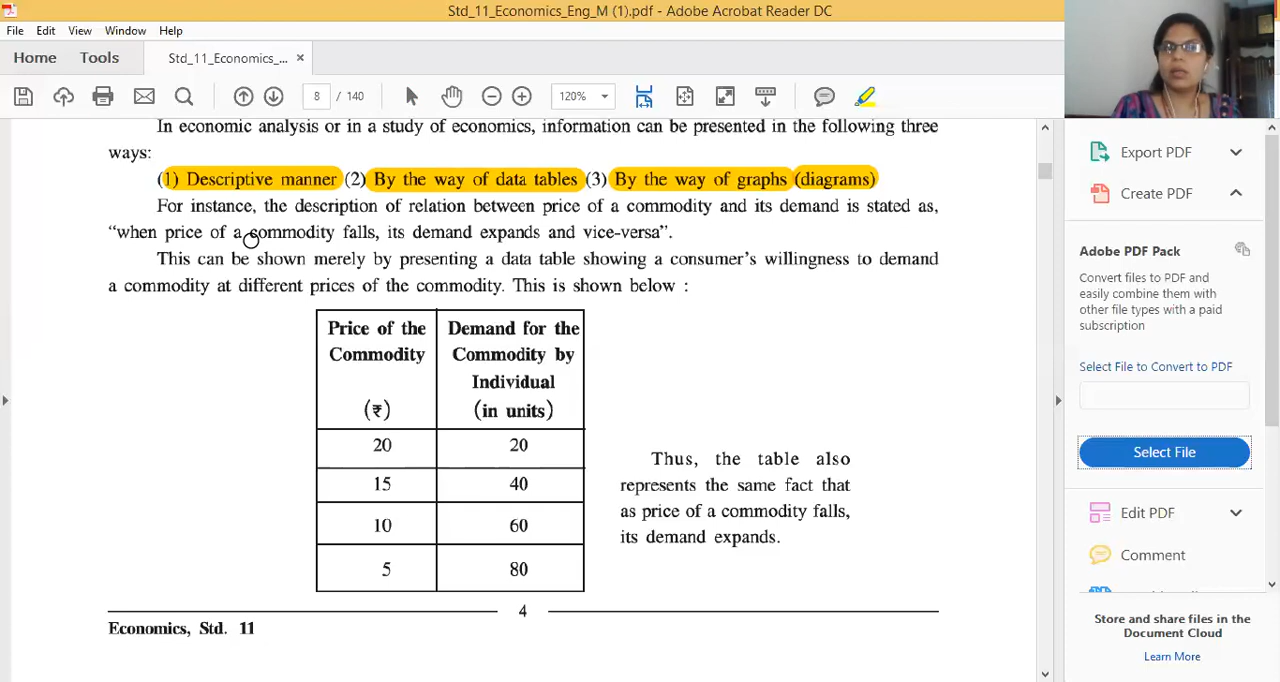 Std_11_Economics_Eng_M (1).pdf - Adobe Acrobat Reader DC
File Edit View Window Help
Home Tools Std_11_Economics_... ×
8 / 140 120%
In economic analysis or in a study of economics, information can be presented in the following three
ways:
(1) Descriptive manner (2) By the way of data tables (3) By the way of graphs (diagrams)
For instance, the description of relation between price of a commodity and its demand is stated as,
“when price of a commodity falls, its demand expands and vice-versa”.
This can be shown merely by presenting a data table showing a consumer’s willingness to demand
a commodity at different prices of the commodity. This is shown below :
Price of the Demand for the
Commodity Commodity by
Individual
(₹) (in units)
20 20
15 40
10 60
5 80
Thus, the table also
represents the same fact that
as price of a commodity falls,
its demand expands.
4
Economics, Std. 11
Export PDF
Create PDF
Adobe PDF Pack
Convert files to PDF and
easily combine them with
other file types with a paid
subscription
Select File to Convert to PDF
Select File
Edit PDF
Comment
Store and share files in the
Document Cloud
Learn More